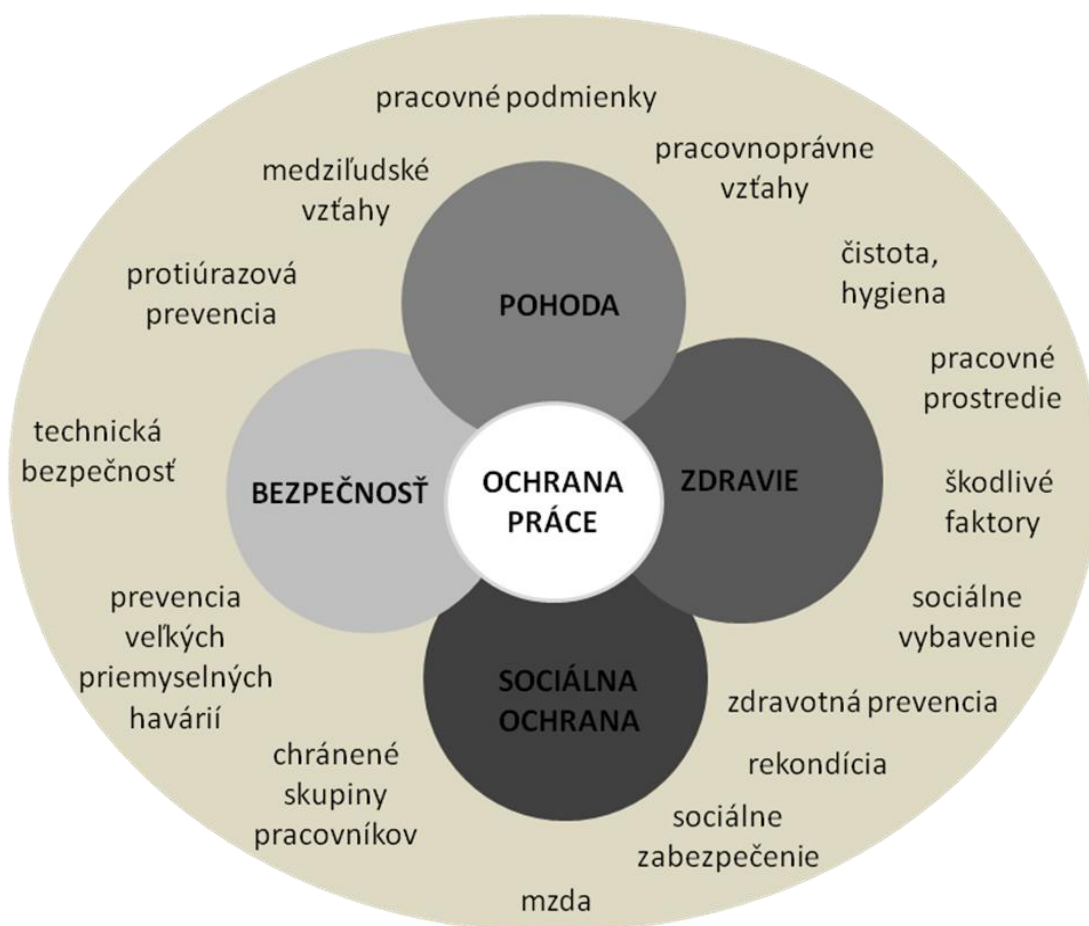 pracovné podmienky
medziľudské
vzťahy
pracovnoprávne
vzťahy
protiúrazová
prevencia
čistota,
hygiena
POHODA
pracovné
prostredie
technická
bezpečnosť
BEZPEČNOSŤ
OCHRANA
PRÁCE
ZDRAVIE
škodlivé
faktory
prevencia
veľkých
priemyselných
havárií
sociálne
vybavenie
SOCIÁLNA
OCHRANA
zdravotná prevencia
chránené
skupiny
pracovníkov
rekondícia
sociálne
zabezpečenie
mzda